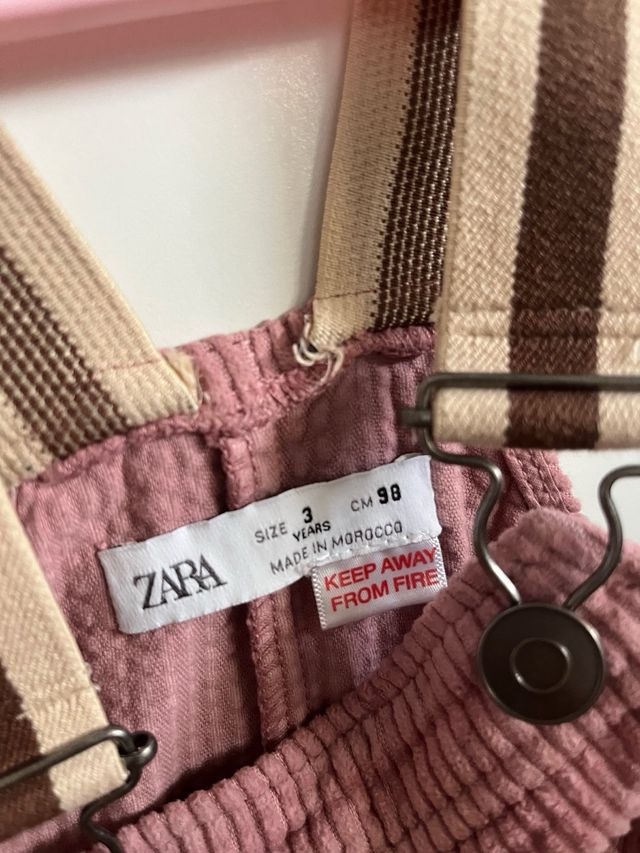 ZARA
SIZE 3 YEARS CM 98
MADE IN MOROCCO
KEEP AWAY
FROM FIRE